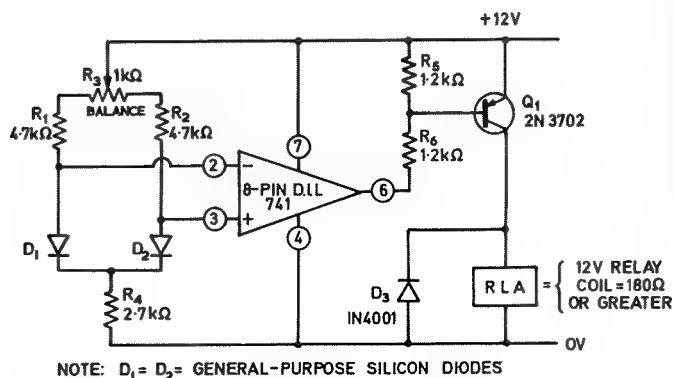 +12V
R3 1kΩ
BALANCE
R1
4.7kΩ
R2
4.7kΩ
R5
1.2kΩ
R6
1.2kΩ
Q1
2N 3702
7
2 -
8-PIN D.I.L
741
6
3 +
4
D1
D2
R4
2.7kΩ
D3
IN4001
RLA
= { 12V RELAY
COIL=180Ω
OR GREATER
0V
NOTE: D1= D2= GENERAL-PURPOSE SILICON DIODES